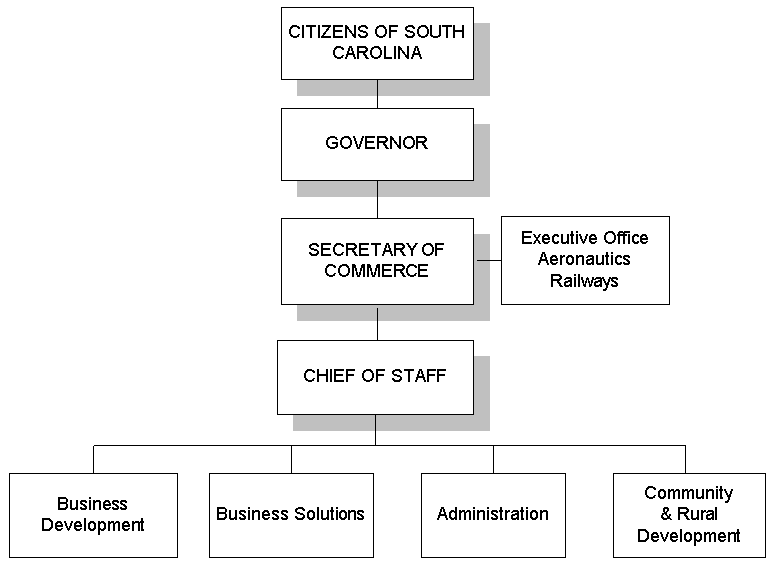 CITIZENS OF SOUTH
CAROLINA
GOVERNOR
SECRETARY OF
COMMERCE
Executive Office
Aeronautics
Railways
CHIEF OF STAFF
Business
Development
Business Solutions
Administration
Community
& Rural
Development